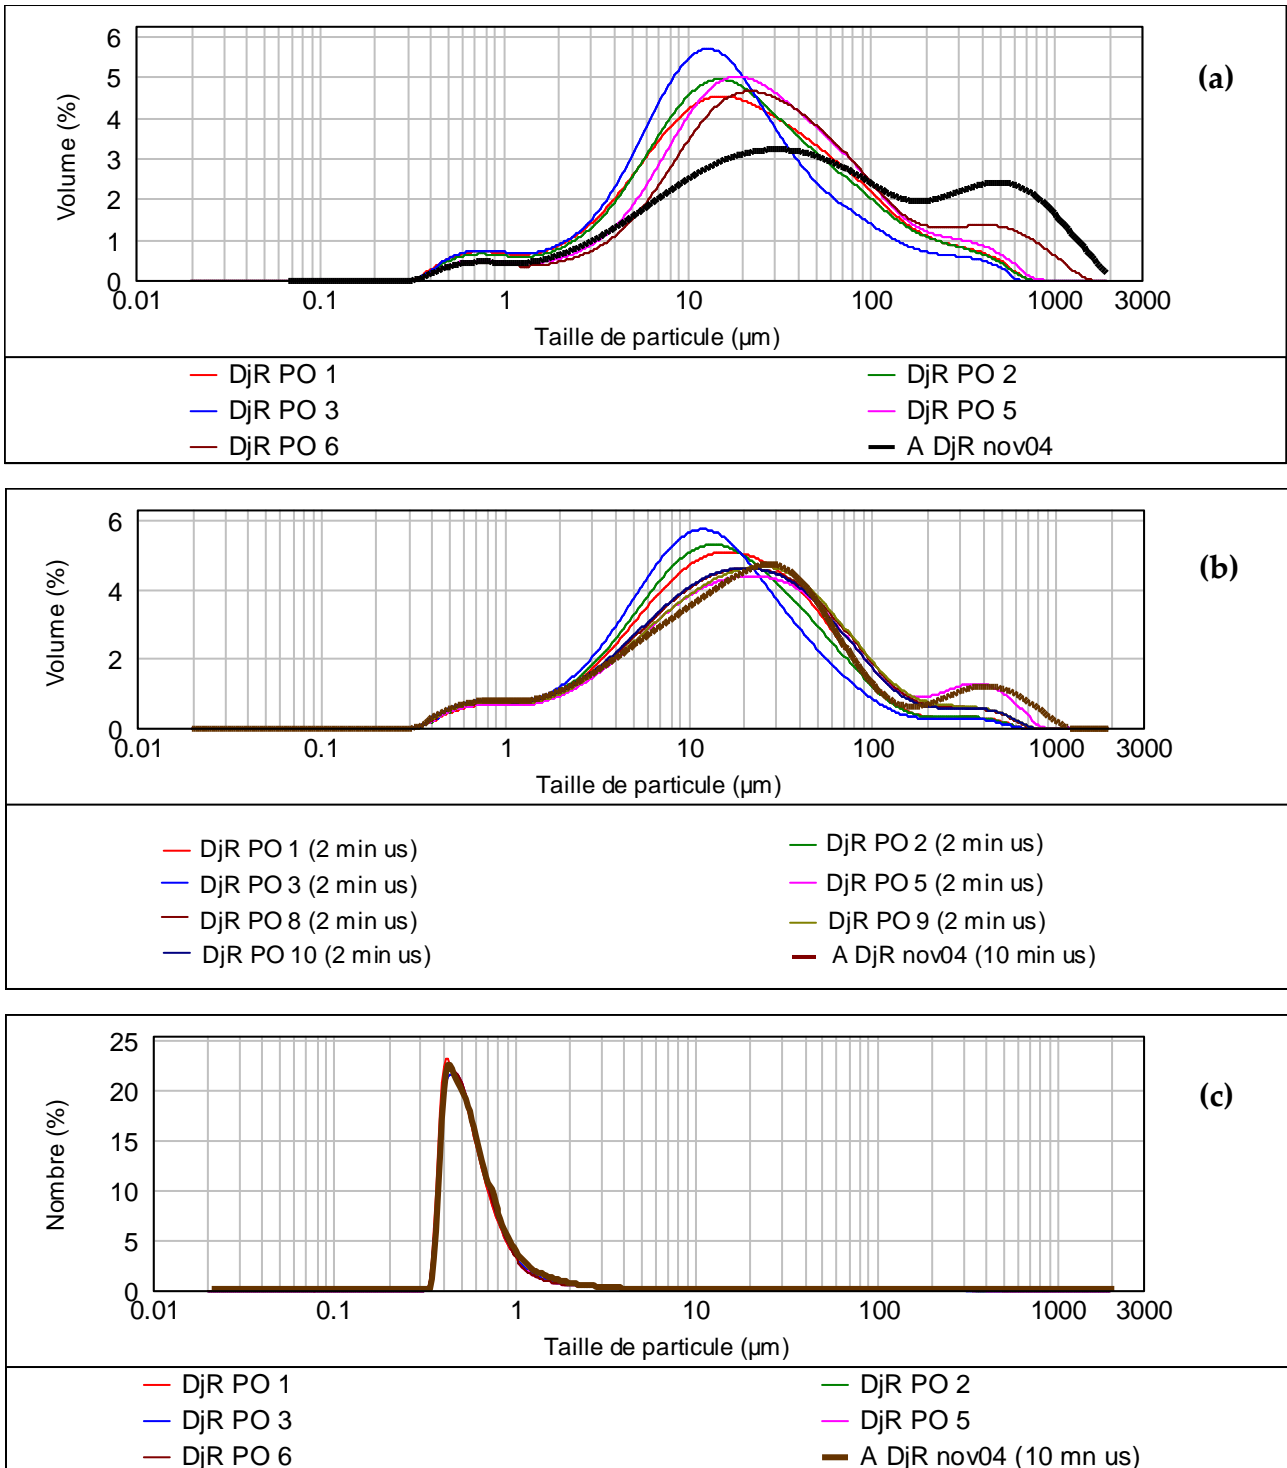 (a)
Volume (%)
6
5
4
3
2
1
0
0.01 0.1 1 10 100 1000 3000
Taille de particule (µm)
DjR PO 1 DjR PO 2
DjR PO 3 DjR PO 5
DjR PO 6 A DjR nov04
(b)
Volume (%)
6
4
2
0
0.01 0.1 1 10 100 1000 3000
Taille de particule (µm)
DjR PO 1 (2 min us) DjR PO 2 (2 min us)
DjR PO 3 (2 min us) DjR PO 5 (2 min us)
DjR PO 8 (2 min us) DjR PO 9 (2 min us)
DjR PO 10 (2 min us) A DjR nov04 (10 min us)
(c)
Nombre (%)
25
20
15
10
5
0
0.01 0.1 1 10 100 1000 3000
Taille de particule (µm)
DjR PO 1 DjR PO 2
DjR PO 3 DjR PO 5
DjR PO 6 A DjR nov04 (10 mn us)